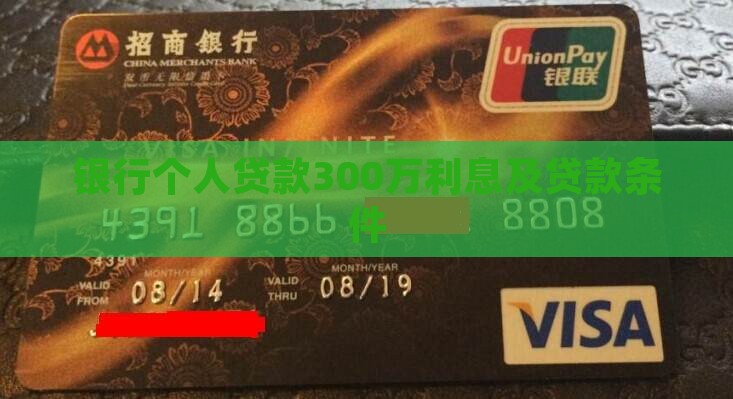 招商銀行
CHINA MERCHANTS BANK
UnionPay
银联
VISA INFINITE
银行个人贷款300万利息及贷款条
件
4391 8866 8808
4391
MONTH/YEAR
MONTH/YEAR
VALID FROM 08/14
VALID THRU 08/19
VISA